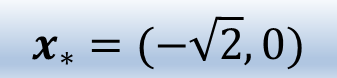 x* = (-√2, 0)